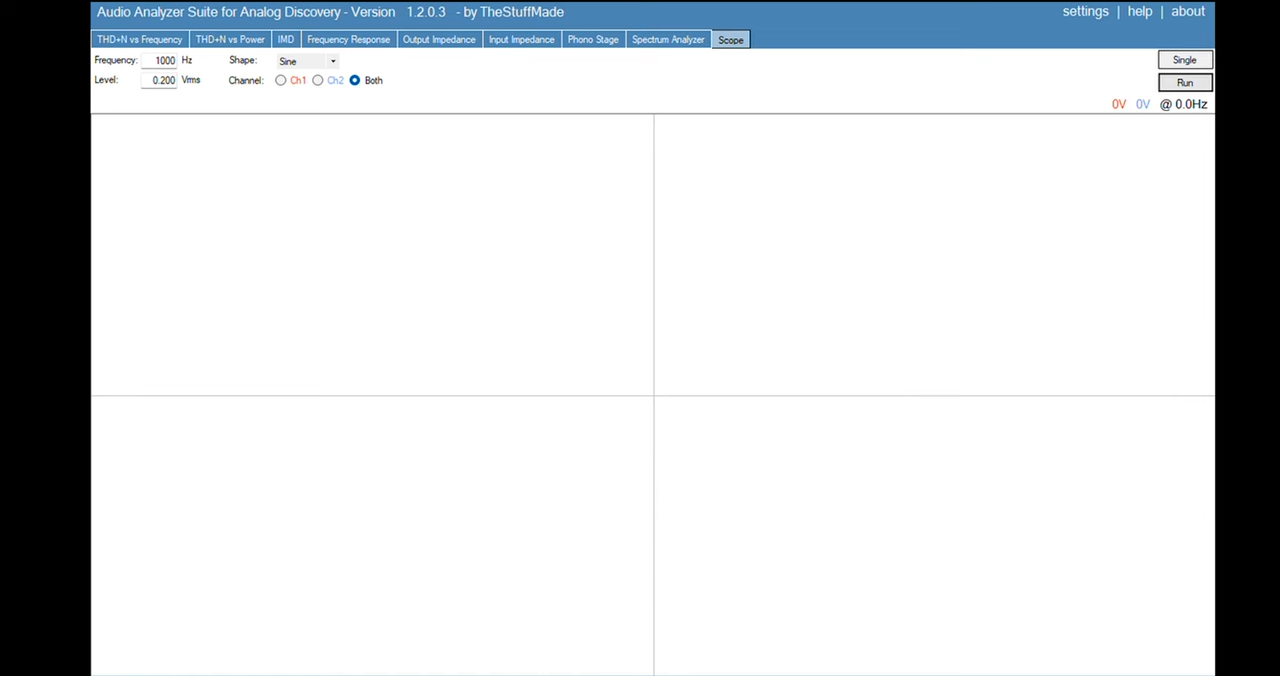 Audio Analyzer Suite for Analog Discovery - Version 1.2.0.3 - by TheStuffMade
settings | help | about
THD+N vs Frequency THD+N vs Power IMD Frequency Response Output Impedance Input Impedance Phono Stage Spectrum Analyzer Scope
Frequency: 1000 Hz Shape: Sine
Single
Level: 0.200 Vrms Channel: Ch1 Ch2 Both
Run
0V 0V @ 0.0Hz